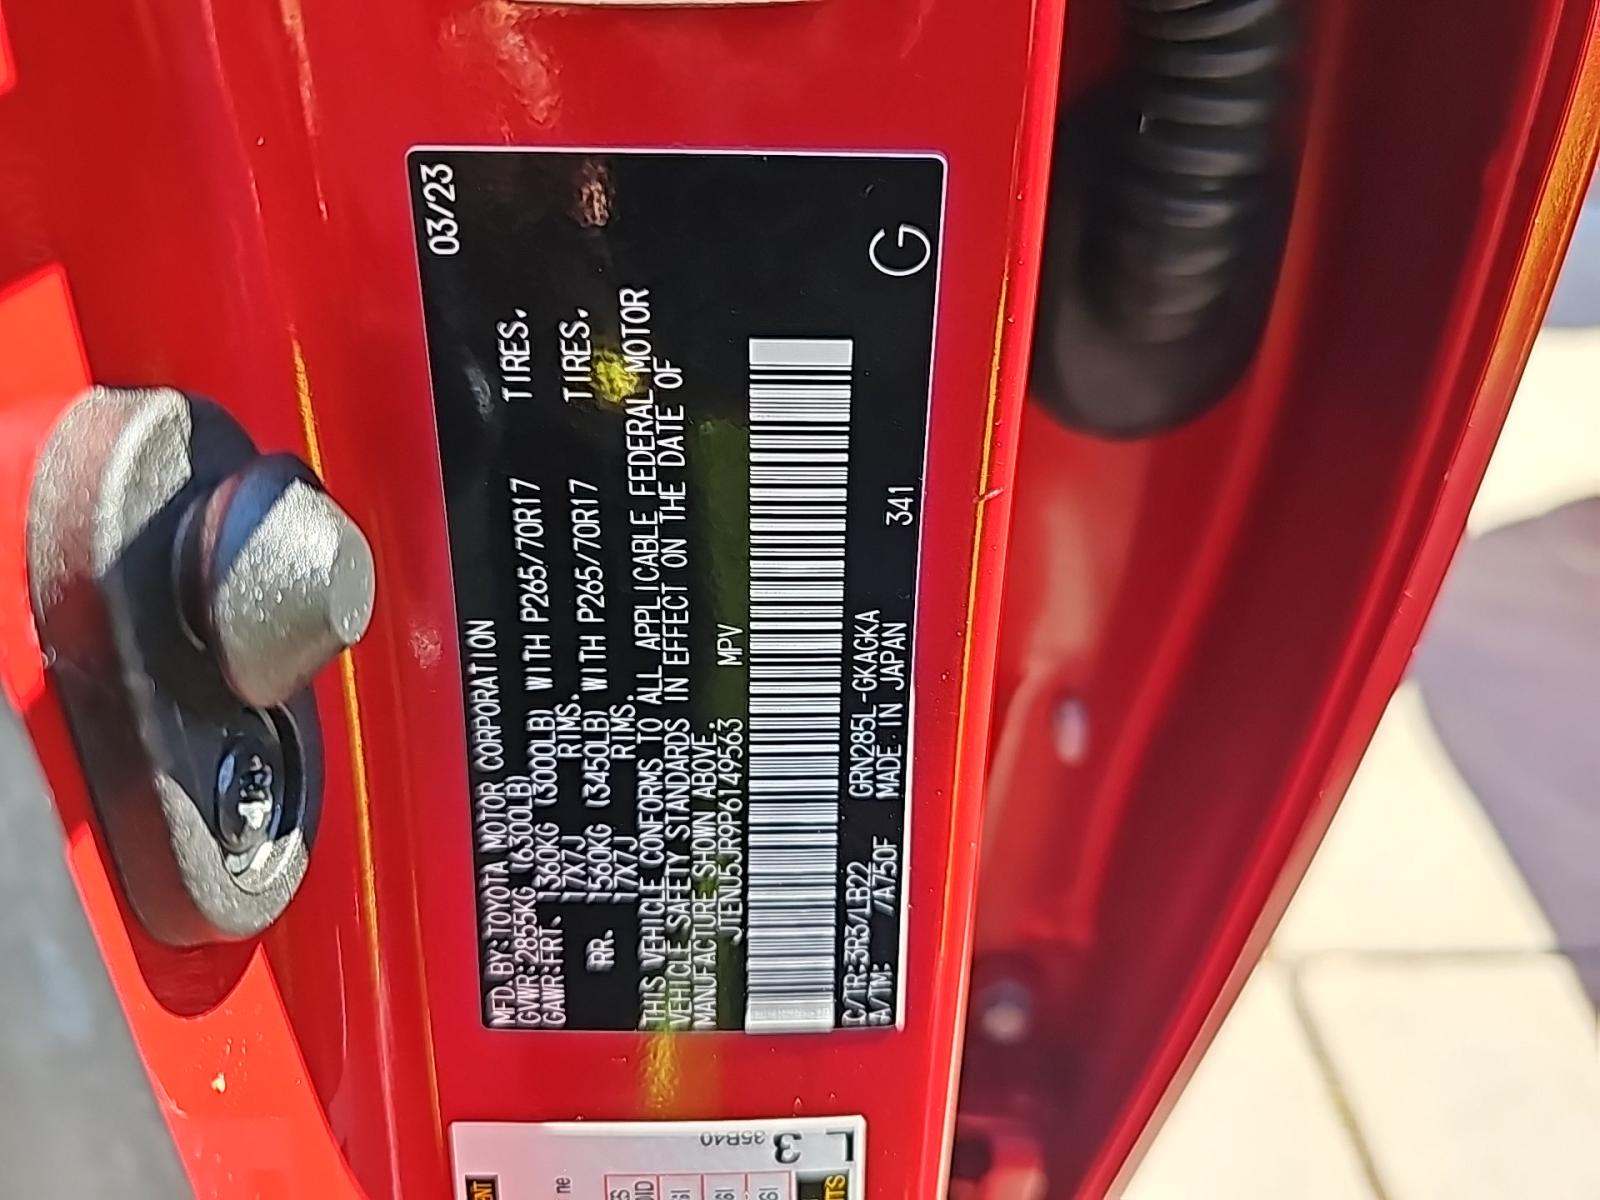 03/23
MFD.BY:TOYOTA MOTOR CORPORATION
GVWR:2855KG (6300LB)
GAWR:FRT. 1360KG (3000LB) WITH P265/70R17 TIRES,
17X7J RIMS.
RR. 1560KG (3450LB) WITH P265/70R17 TIRES,
17X7J RIMS.
THIS VEHICLE CONFORMS TO ALL APPLICABLE FEDERAL MOTOR
VEHICLE SAFETY STANDARDS IN EFFECT ON THE DATE OF
MANUFACTURE SHOWN ABOVE.
JTENU5JR9P6149563 MPV
G
C/TR:3R3/LB22 GRN285L-GKAGKA
A/TM: /A750F MADE IN JAPAN 341
35B40
3
L